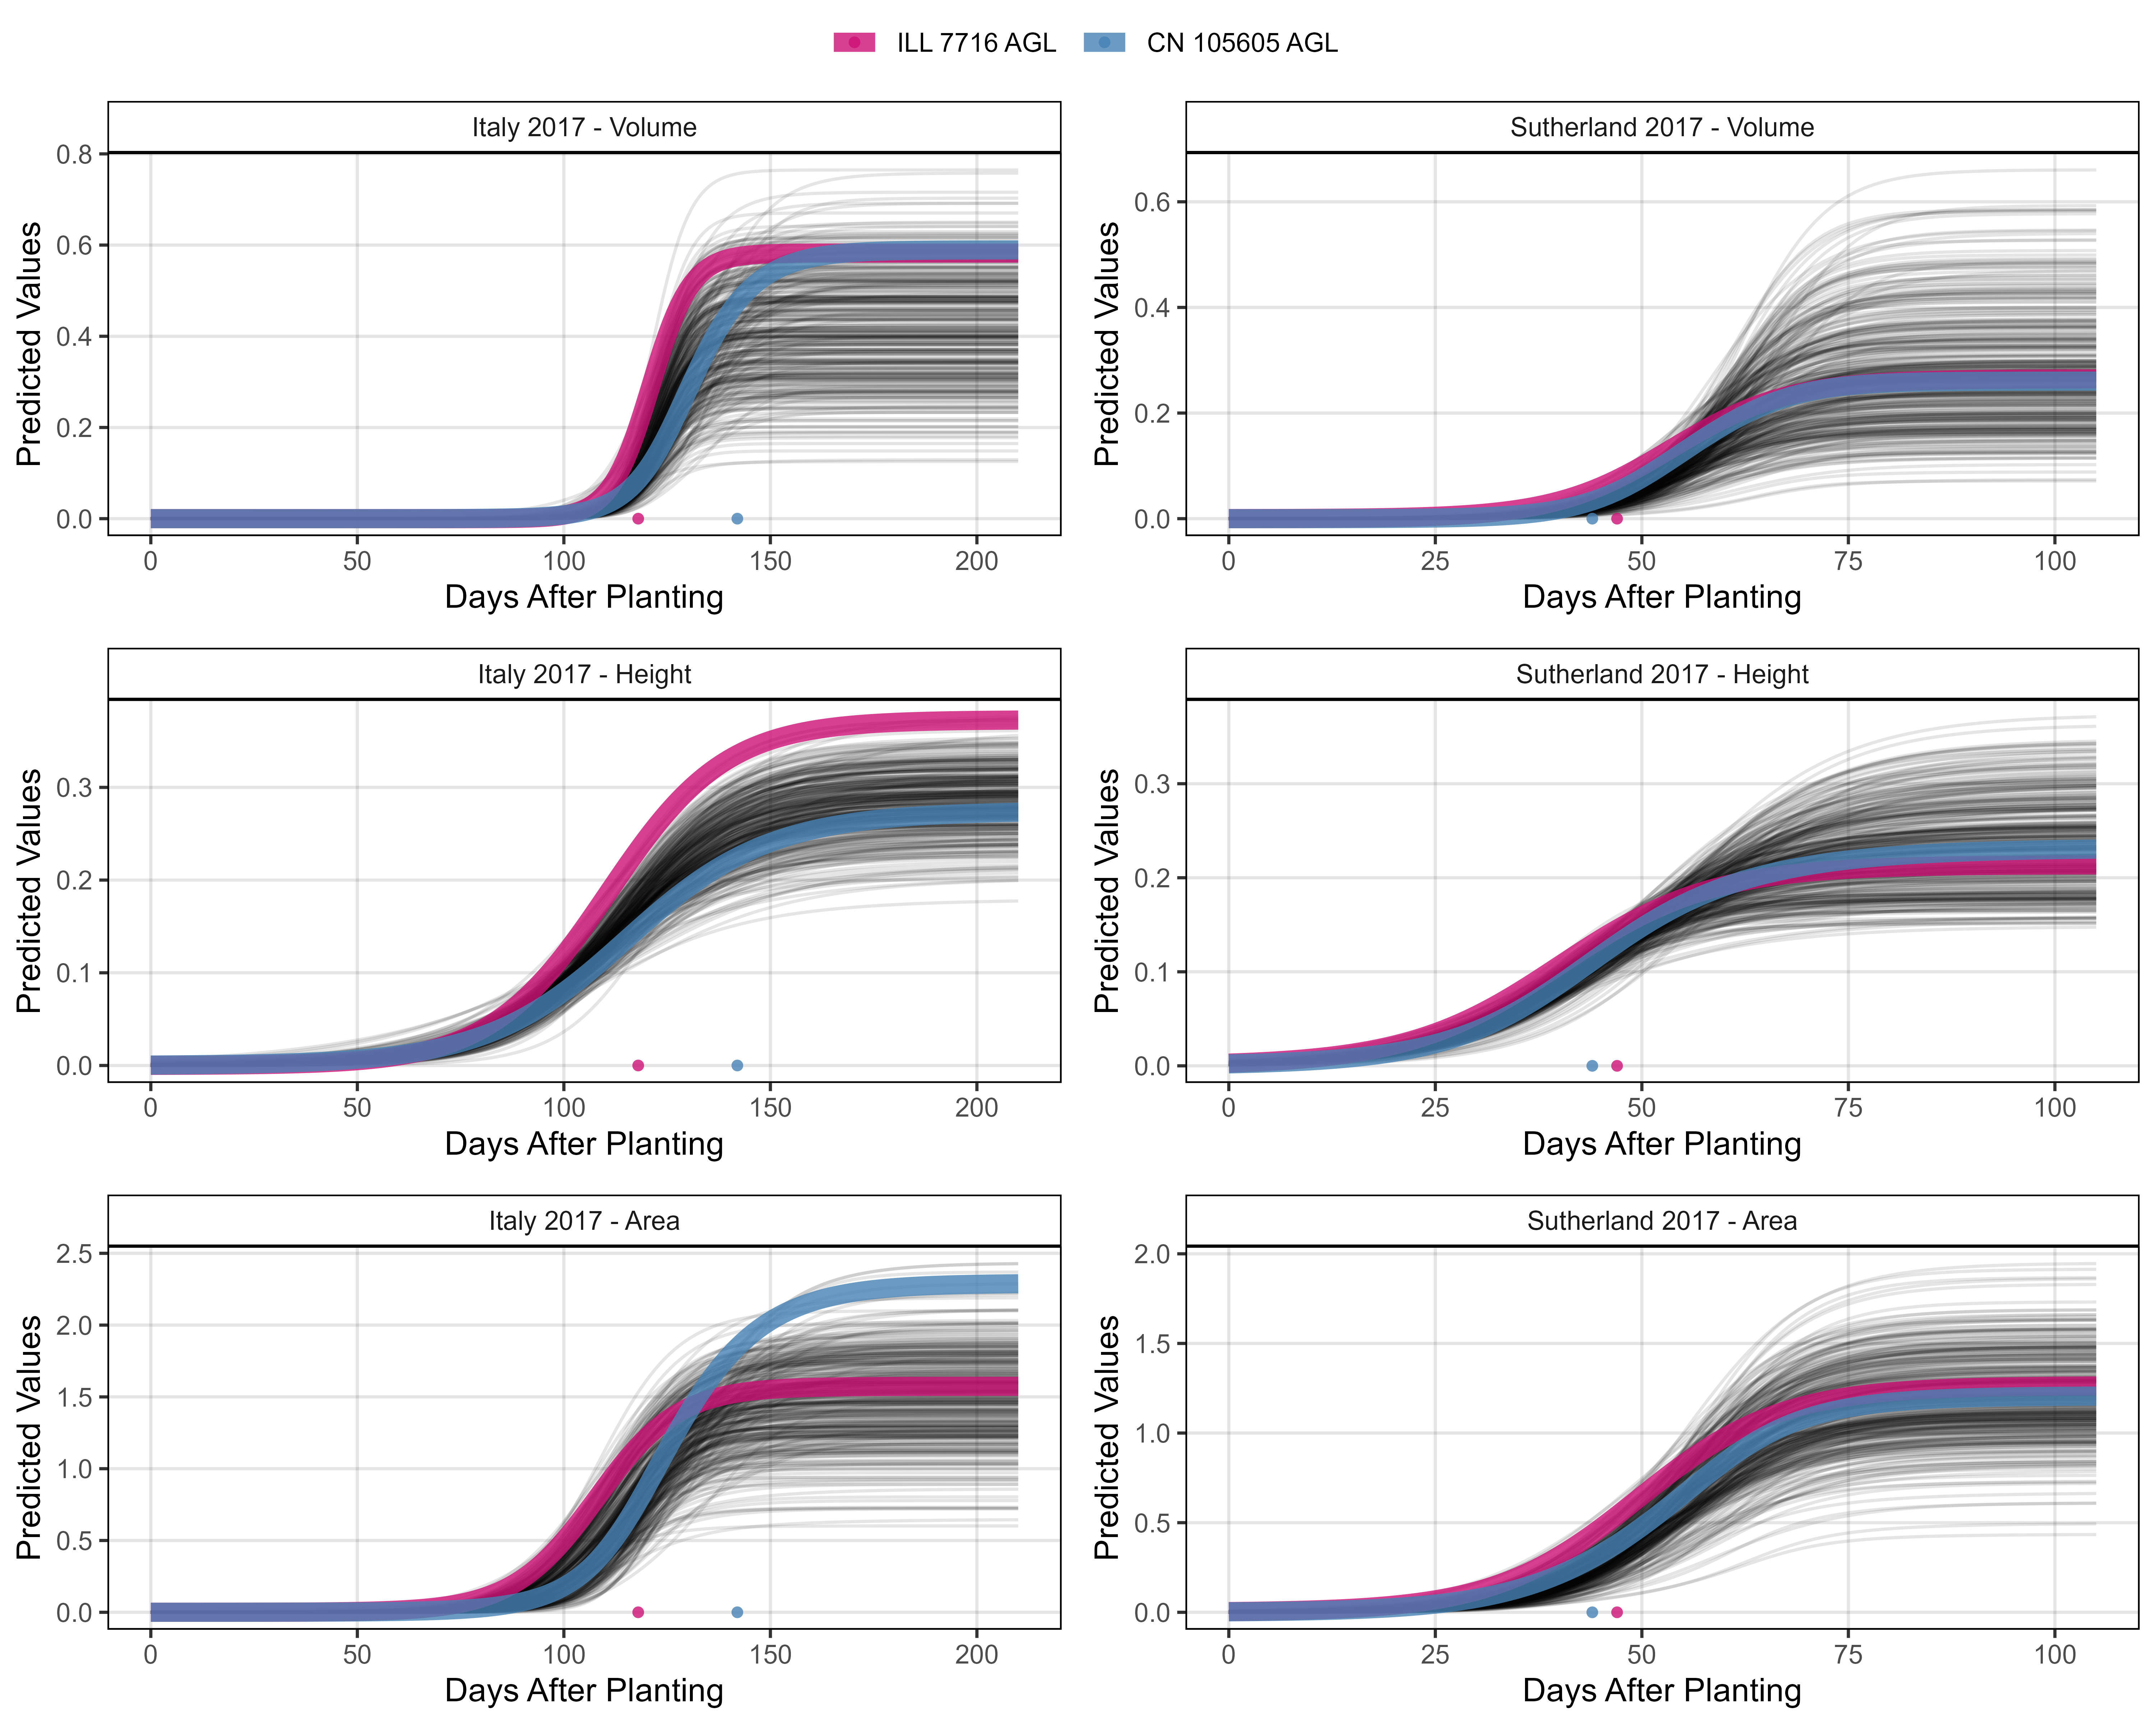 ILL 7716 AGL CN 105605 AGL
Italy 2017 - Volume
Predicted Values
0.8
0.6
0.4
0.2
0.0
0 50 100 150 200
Days After Planting
Sutherland 2017 - Volume
Predicted Values
0.6
0.4
0.2
0.0
0 25 50 75 100
Days After Planting
Italy 2017 - Height
Predicted Values
0.3
0.2
0.1
0.0
0 50 100 150 200
Days After Planting
Sutherland 2017 - Height
Predicted Values
0.3
0.2
0.1
0.0
0 25 50 75 100
Days After Planting
Italy 2017 - Area
Predicted Values
2.5
2.0
1.5
1.0
0.5
0.0
0 50 100 150 200
Days After Planting
Sutherland 2017 - Area
Predicted Values
2.0
1.5
1.0
0.5
0.0
0 25 50 75 100
Days After Planting